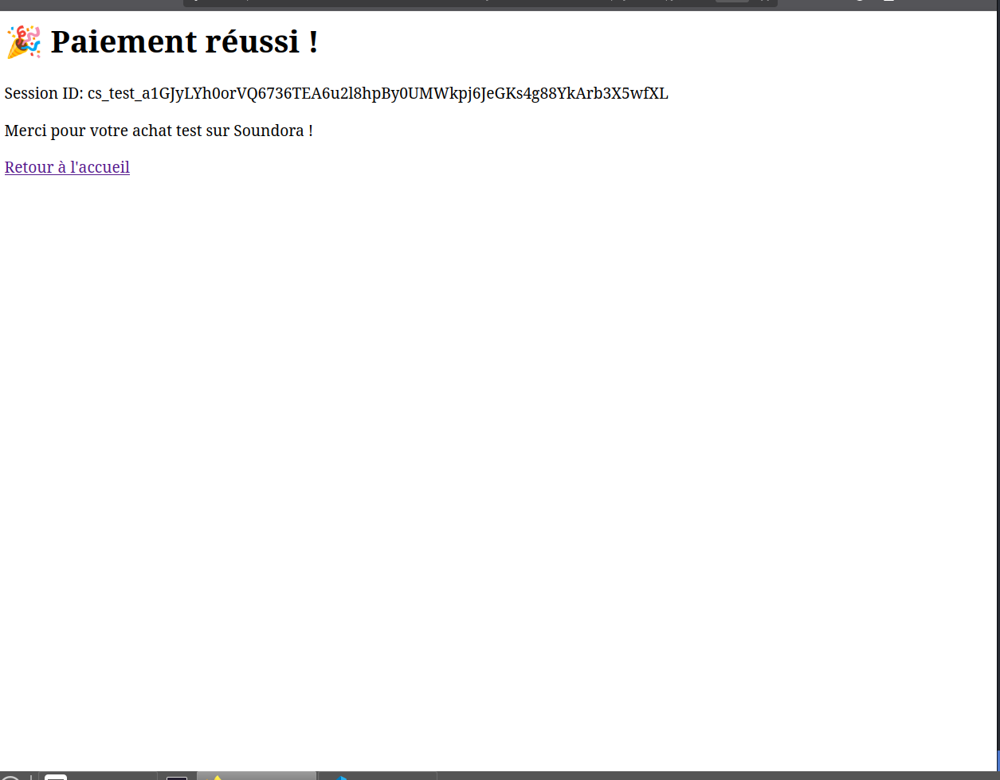 🎉 Paiement réussi !
Session ID: cs_test_a1GJyLYh0orVQ6736TEA6u2l8hpBy0UMWkpj6JeGKs4g88YkArb3X5wfXL
Merci pour votre achat test sur Soundora !
Retour à l'accueil